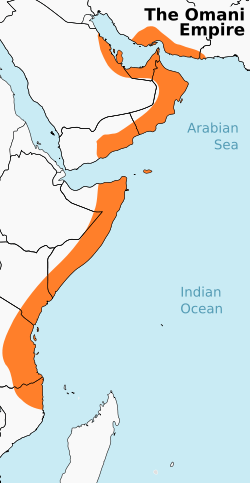 The Omani
Empire
Arabian
Sea
Indian
Ocean